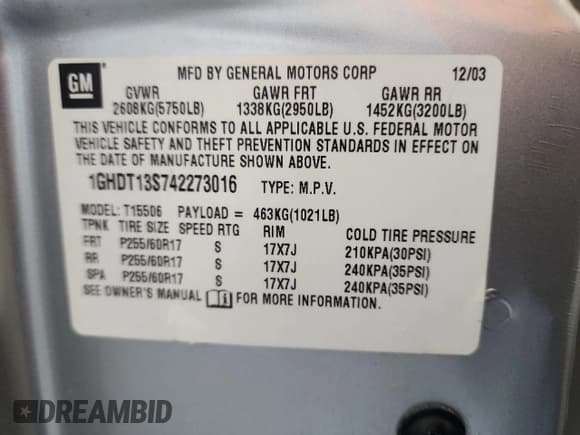 GM
MFD BY GENERAL MOTORS CORP 12/03
GVWR GAWR FRT GAWR RR
2608KG(5750LB) 1338KG(2950LB) 1452KG(3200LB)
THIS VEHICLE CONFORMS TO ALL APPLICABLE U.S. FEDERAL MOTOR
VEHICLE SAFETY AND THEFT PREVENTION STANDARDS IN EFFECT ON
THE DATE OF MANUFACTURE SHOWN ABOVE.
1GHDT13S742273016 TYPE: M.P.V.
MODEL: T15506 PAYLOAD = 463KG(1021LB)
TPNK TIRE SIZE SPEED RTG RIM COLD TIRE PRESSURE
FRT P255/60R17 S 17X7J 210KPA(30PSI)
RR P255/60R17 S 17X7J 240KPA(35PSI)
SPA P255/60R17 S 17X7J 240KPA(35PSI)
SEE OWNER'S MANUAL FOR MORE INFORMATION.
DREAMBID